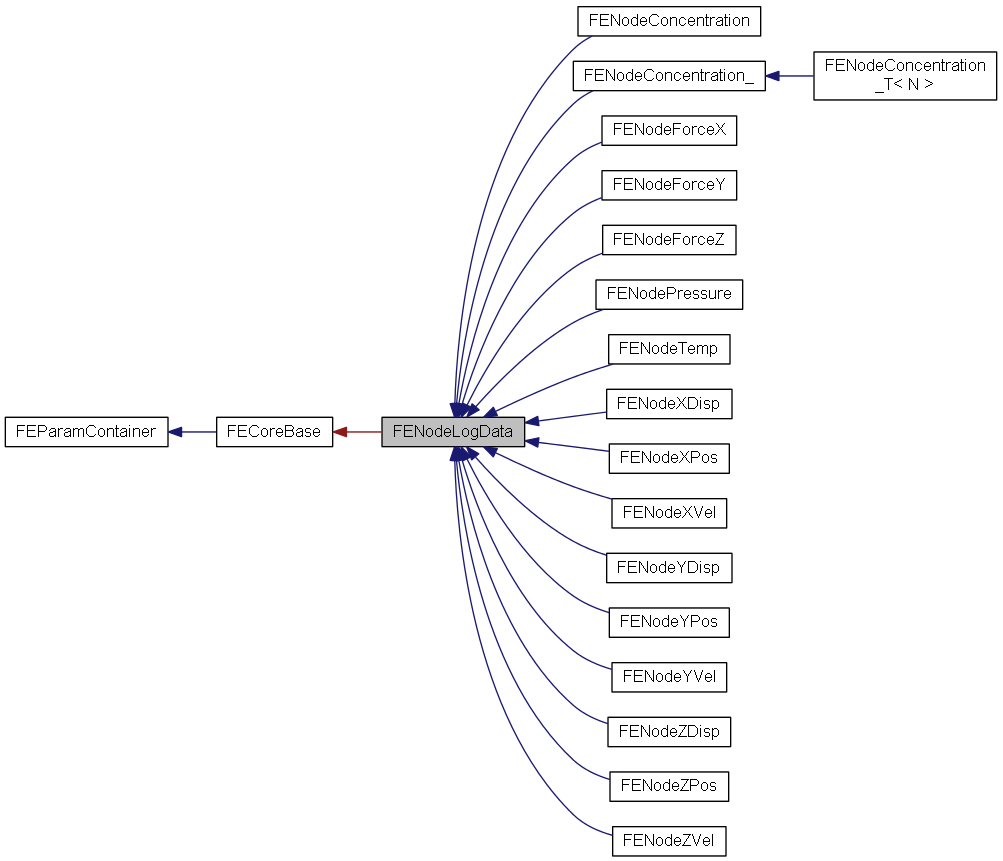 FENodeConcentration
FENodeConcentration_
FENodeConcentration
_T< N >
FENodeForceX
FENodeForceY
FENodeForceZ
FENodePressure
FENodeTemp
FENodeXDisp
FEParamContainer
FECoreBase
FENodeLogData
FENodeXPos
FENodeXVel
FENodeYDisp
FENodeYPos
FENodeYVel
FENodeZDisp
FENodeZPos
FENodeZVel